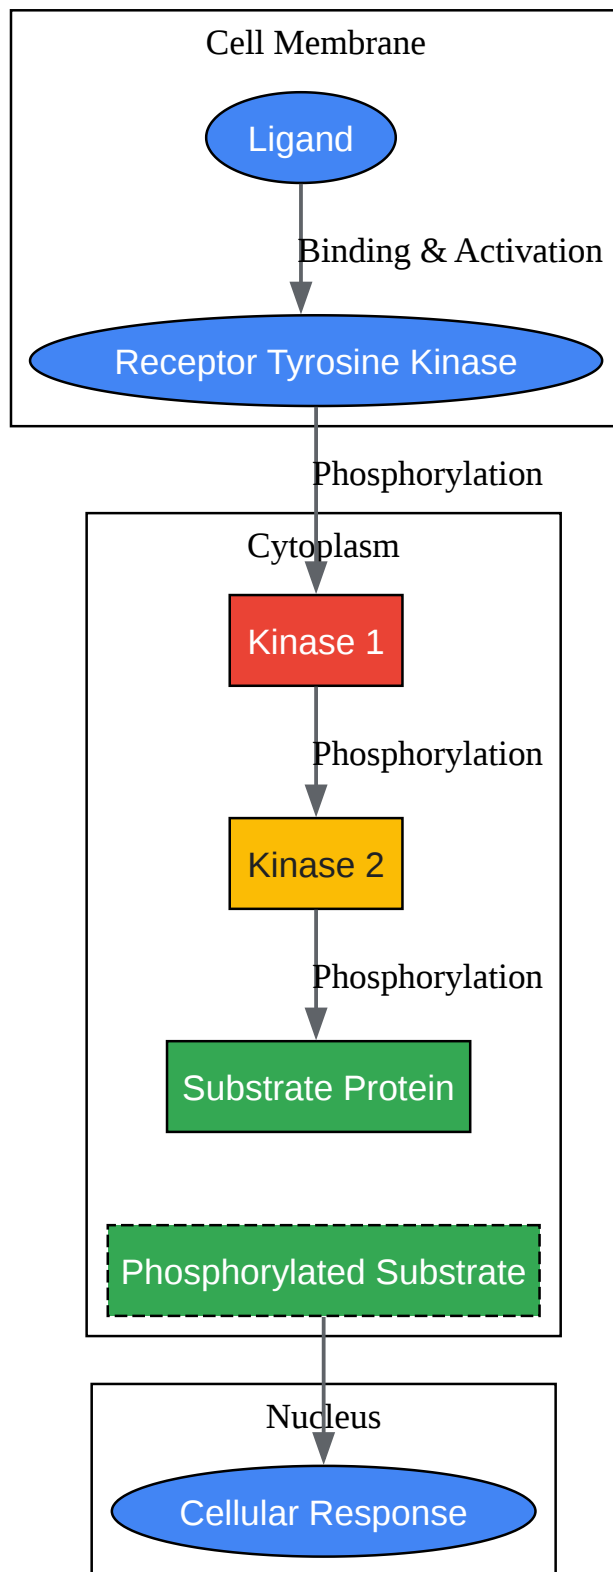 Cell Membrane
Ligand
Binding & Activation
Receptor Tyrosine Kinase
Phosphorylation
Cytoplasm
Kinase 1
Phosphorylation
Kinase 2
Phosphorylation
Substrate Protein
Phosphorylated Substrate
Nucleus
Cellular Response